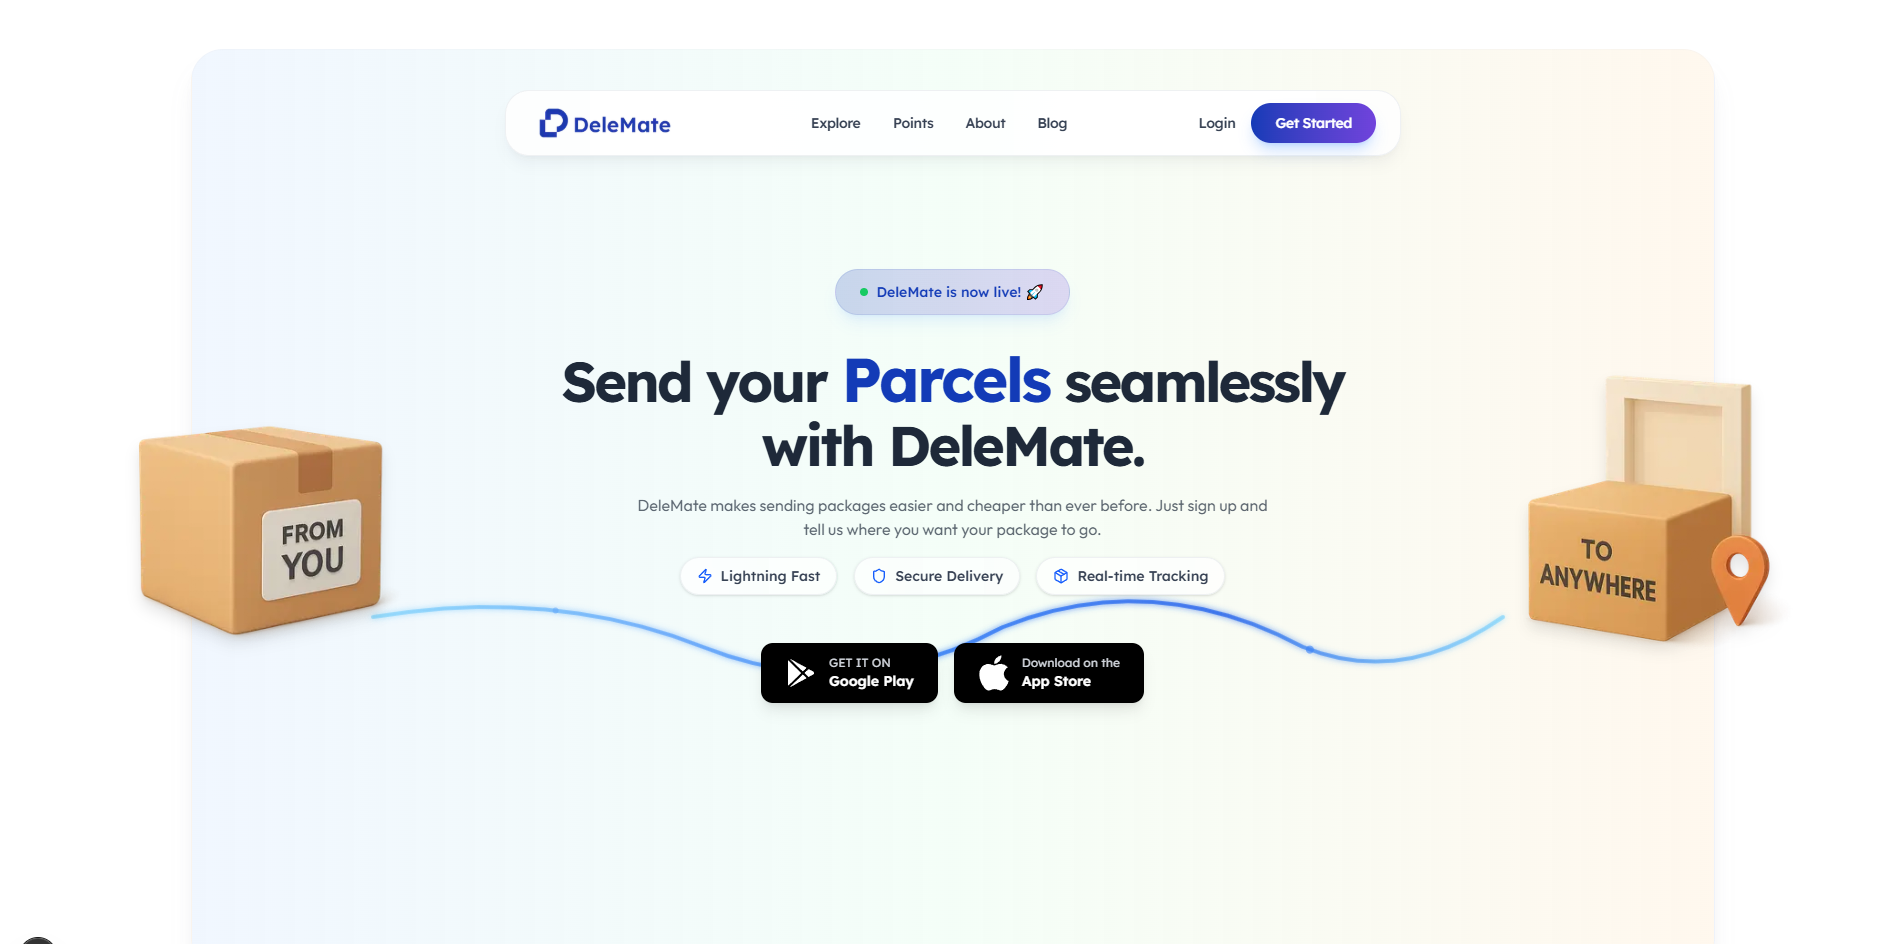 DeleMate
Explore
Points
About
Blog
Login
Get Started
DeleMate is now live! 🚀
Send your Parcels seamlessly
with DeleMate.
DeleMate makes sending packages easier and cheaper than ever before. Just sign up and
tell us where you want your package to go.
Lightning Fast
Secure Delivery
Real-time Tracking
FROM
YOU
TO
ANYWHERE
GET IT ON
Google Play
Download on the
App Store